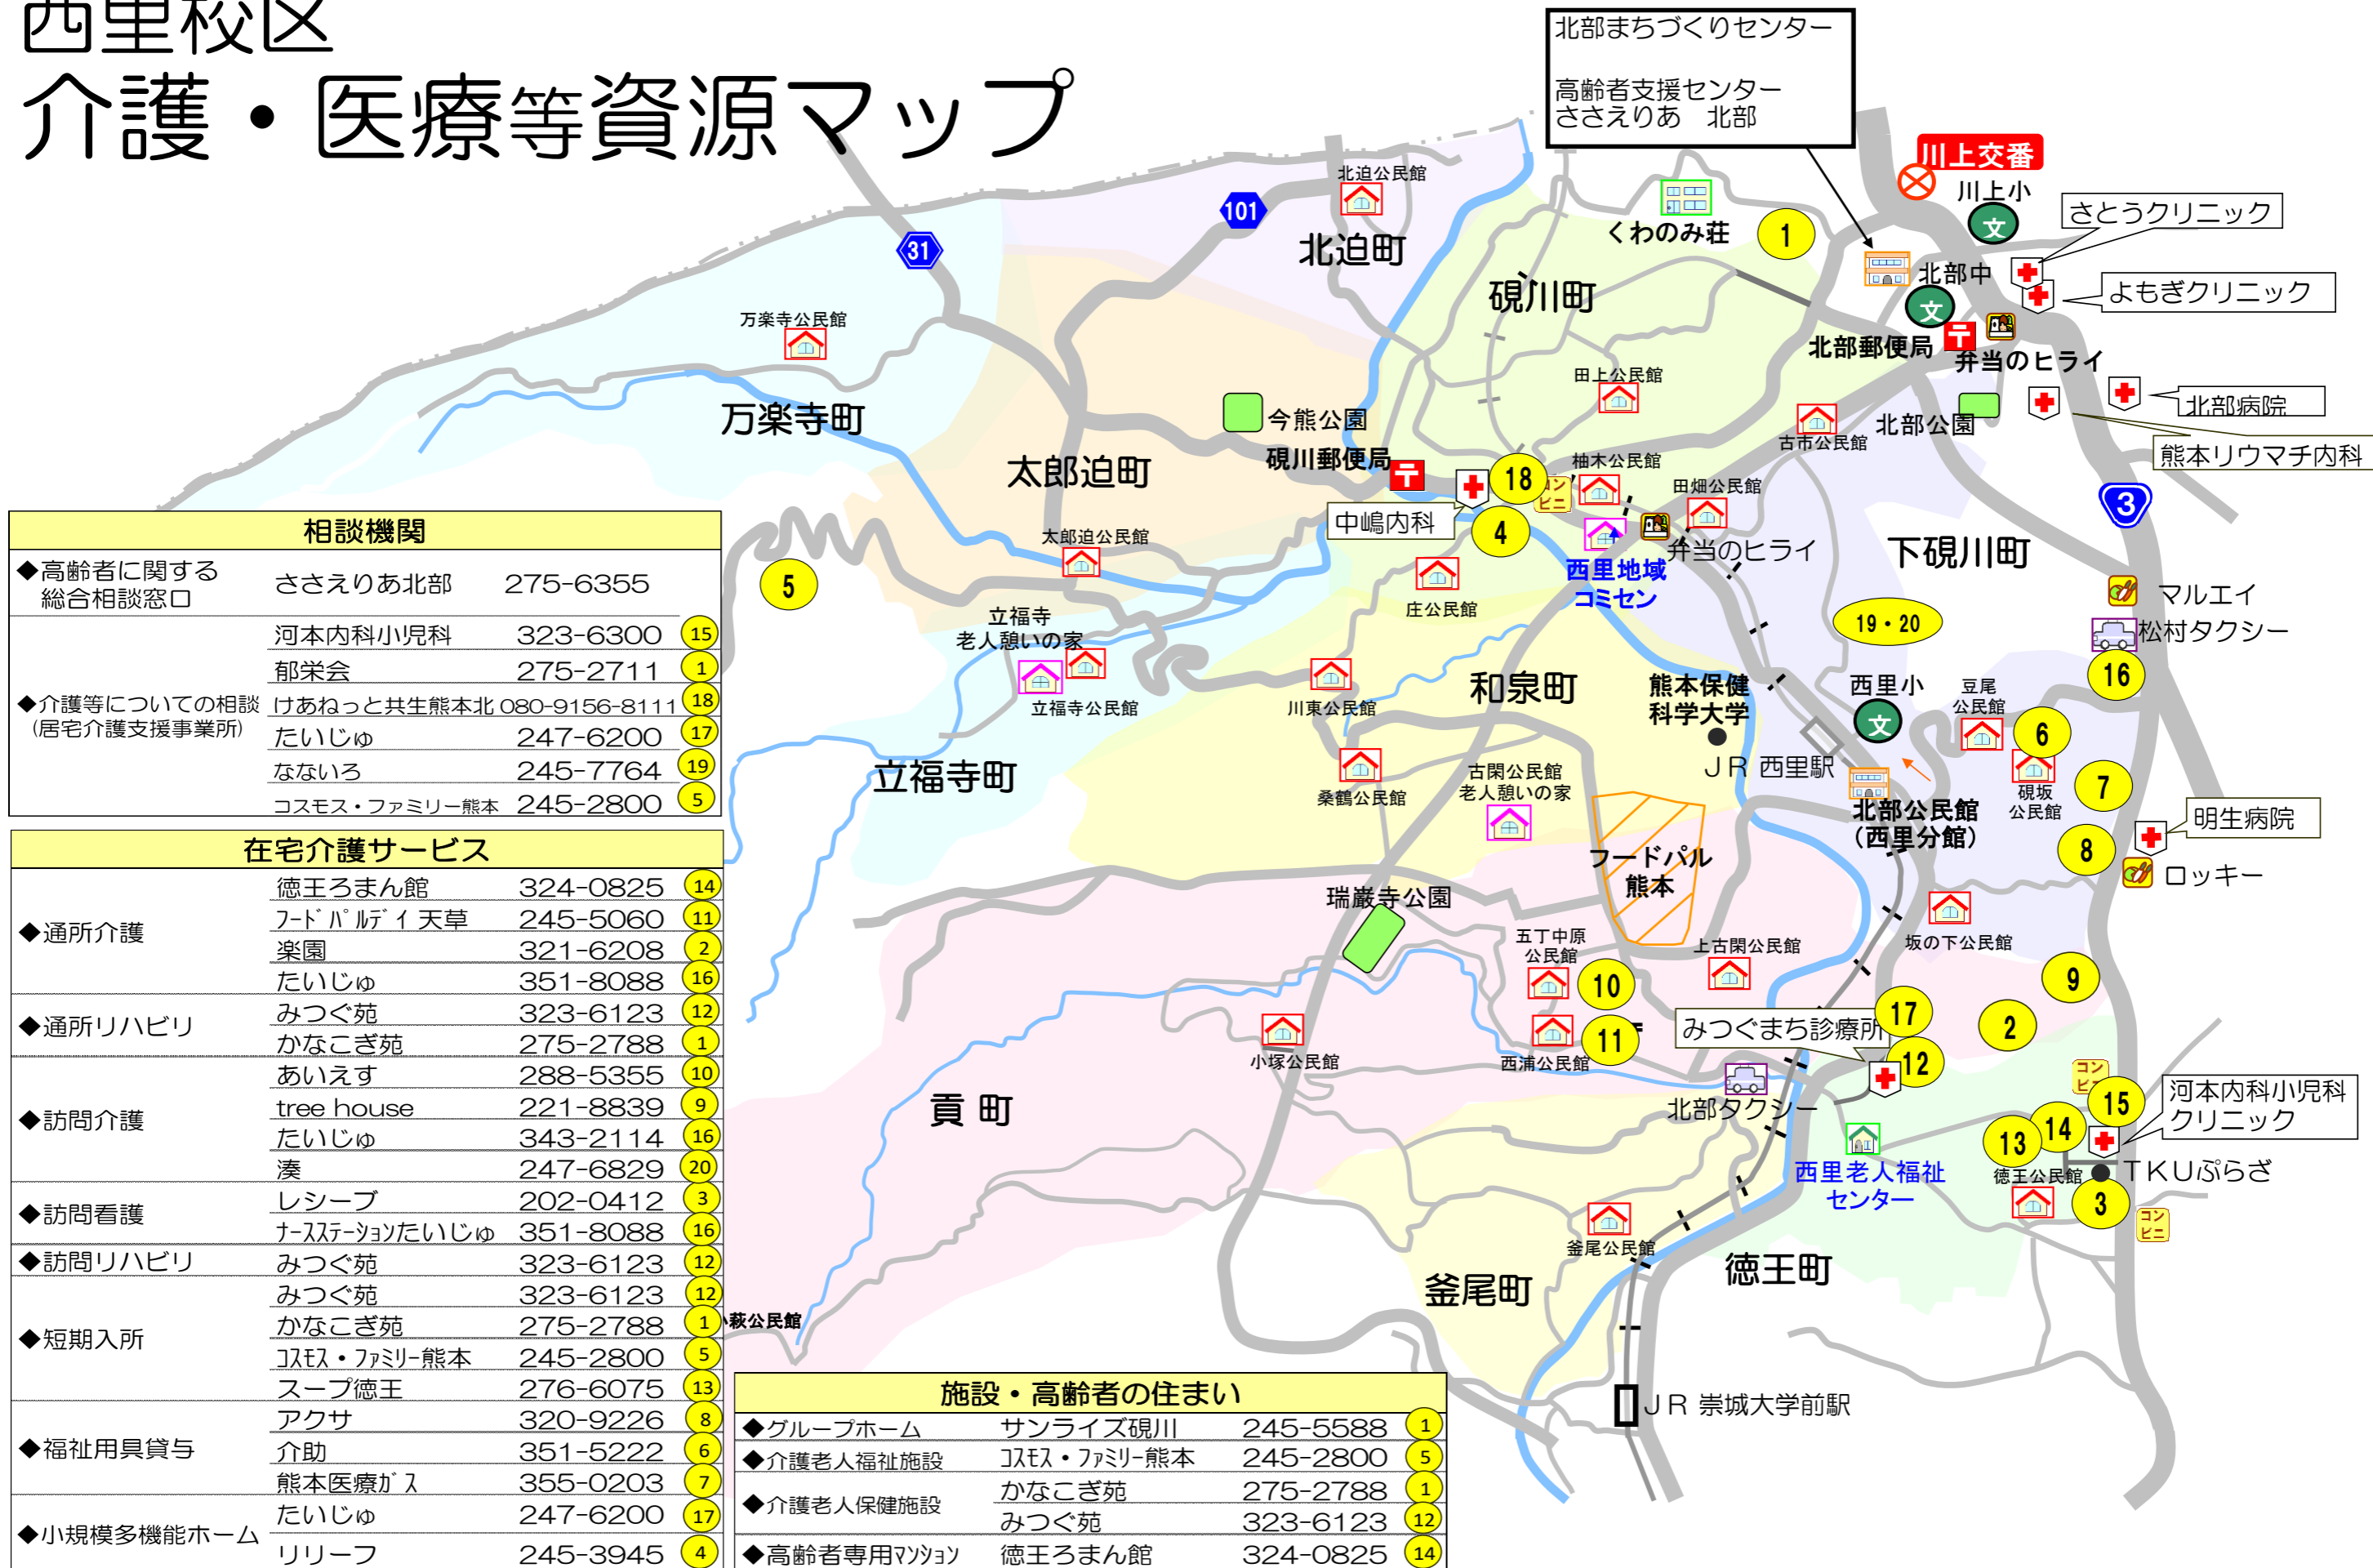 西里校区
介護・医療等資源マップ
北部まちづくりセンター
高齢者支援センター
ささえりあ　北部
川上交番
川上小
文
さとうクリニック
よもぎクリニック
北迫公民館
101
北迫町
31
くわのみ荘
1
硯川町
北部中
文
北部郵便局
弁当のヒライ
万楽寺公民館
万楽寺町
田上公民館
今熊公園
硯川郵便局
太郎迫町
古市公民館
北部公園
北部病院
熊本リウマチ内科
3
柚木公民館
18
コンビニ
田畑公民館
中嶋内科
4
弁当のヒライ
西里地域
コミセン
下硯川町
太郎迫公民館
5
庄公民館
マルエイ
松村タクシー
19・20
16
立福寺
老人憩いの家
立福寺公民館
川東公民館
和泉町
熊本保健
科学大学
西里小
文
豆尾
公民館
6
JR 西里駅
立福寺町
桑鶴公民館
古閑公民館
老人憩いの家
硯坂
公民館
7
北部公民館
(西里分館)
8
明生病院
ロッキー
フードパル
熊本
瑞巌寺公園
五丁中原
公民館
10
上古閑公民館
坂の下公民館
9
小塚公民館
西浦公民館
11
みつぐまち診療所
17
12
2
貢町
北部タクシー
コンビニ
15
河本内科小児科
クリニック
14
13
西里老人福祉
センター
徳王公民館
TKUぷらざ
3
コンビニ
釜尾公民館
釜尾町
徳王町
萩公民館
JR 崇城大学前駅
相談機関
◆高齢者に関する
総合相談窓口
ささえりあ北部 275-6355
◆介護等についての相談
(居宅介護支援事業所)
河本内科小児科 323-6300 15
郁栄会 275-2711 1
けあねっと共生熊本北 080-9156-8111 18
たいじゅ 247-6200 17
なないろ 245-7764 19
コスモス・ファミリー熊本 245-2800 5
在宅介護サービス
◆通所介護
徳王ろまん館 324-0825 14
フードパルデイ天草 245-5060 11
楽園 321-6208 2
たいじゅ 351-8088 16
◆通所リハビリ
みつぐ苑 323-6123 12
かなこぎ苑 275-2788 1
◆訪問介護
あいえす 288-5355 10
tree house 221-8839 9
たいじゅ 343-2114 16
湊 247-6829 20
◆訪問看護
レシーブ 202-0412 3
ナースステーションたいじゅ 351-8088 16
◆訪問リハビリ みつぐ苑 323-6123 12
◆短期入所
みつぐ苑 323-6123 12
かなこぎ苑 275-2788 1
コスモス・ファミリー熊本 245-2800 5
スープ徳王 276-6075 13
◆福祉用具貸与
アクサ 320-9226 8
介助 351-5222 6
熊本医療ガス 355-0203 7
◆小規模多機能ホーム
たいじゅ 247-6200 17
リリーフ 245-3945 4
施設・高齢者の住まい
◆グループホーム サンライズ硯川 245-5588 1
◆介護老人福祉施設 コスモス・ファミリー熊本 245-2800 5
◆介護老人保健施設
かなこぎ苑 275-2788 1
みつぐ苑 323-6123 12
◆高齢者専用マンション 徳王ろまん館 324-0825 14